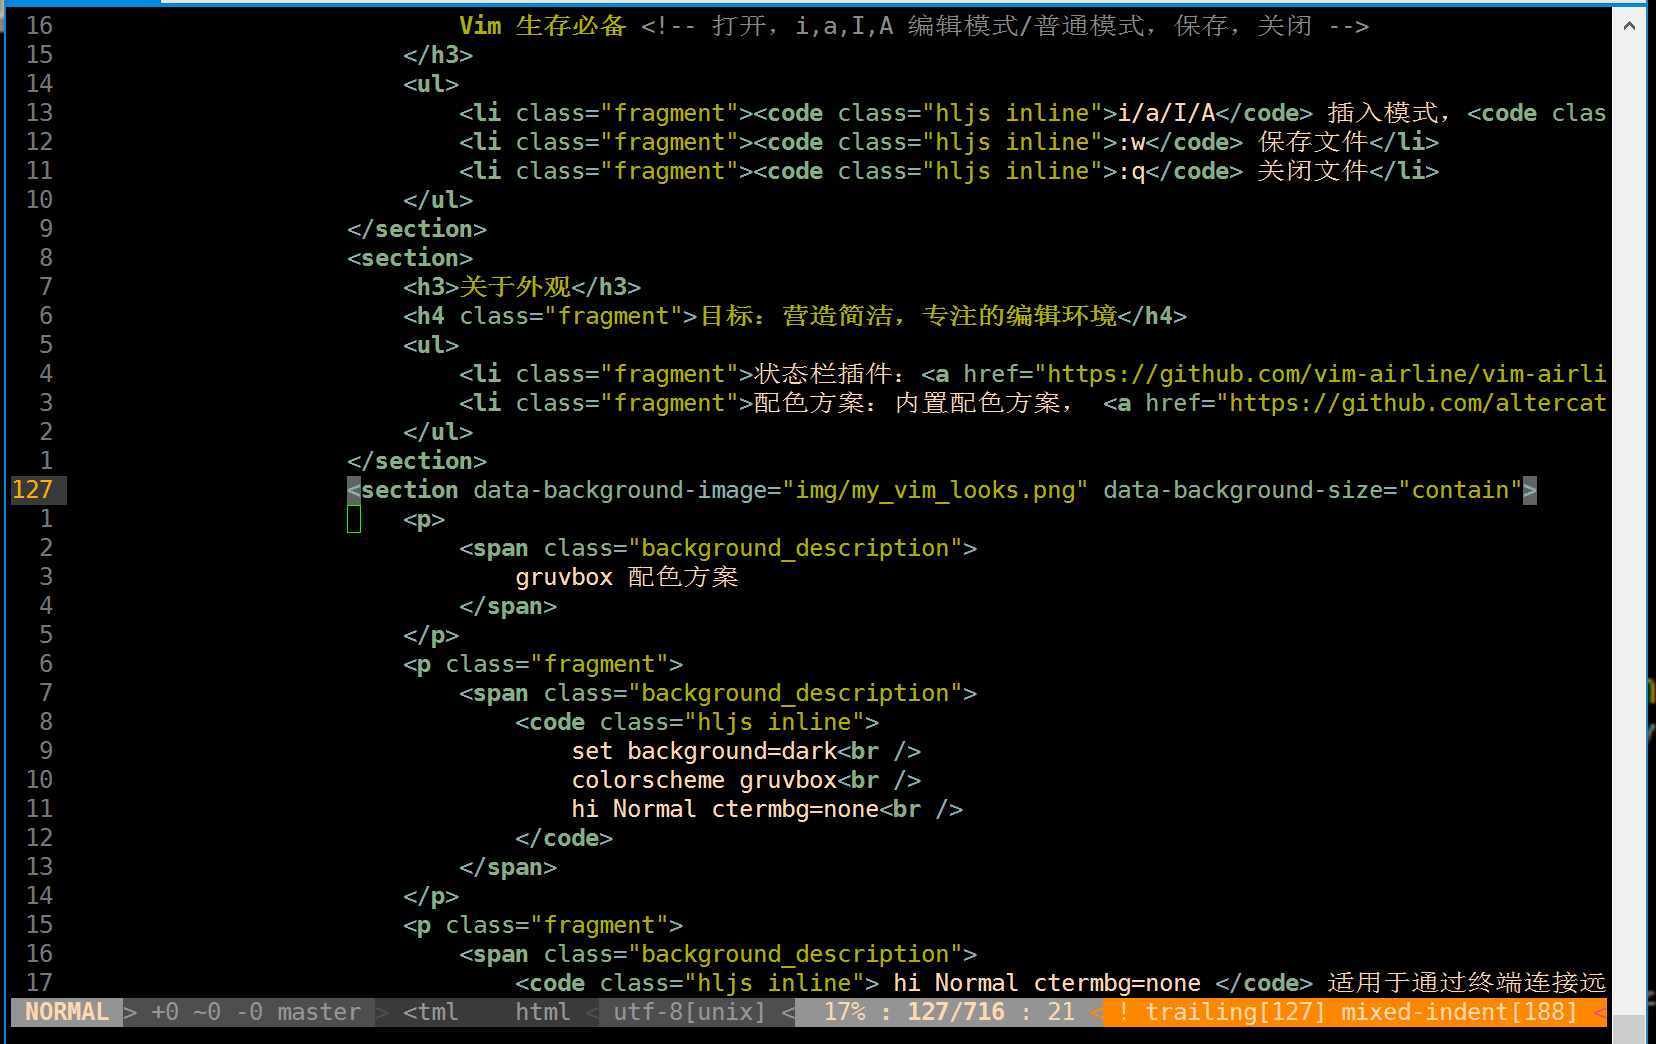 16 Vim 生存必备 <!-- 打开，i,a,I,A 编辑模式/普通模式，保存，关闭 -->
15 </h3>
14 <ul>
13 <li class="fragment"><code class="hljs inline">i/a/I/A</code> 插入模式，<code clas
12 <li class="fragment"><code class="hljs inline">:w</code> 保存文件</li>
11 <li class="fragment"><code class="hljs inline">:q</code> 关闭文件</li>
10 </ul>
9 </section>
8 <section>
7 <h3>关于外观</h3>
6 <h4 class="fragment">目标：营造简洁，专注的编辑环境</h4>
5 <ul>
4 <li class="fragment">状态栏插件：<a href="https://github.com/vim-airline/vim-airli
3 <li class="fragment">配色方案：内置配色方案， <a href="https://github.com/altercat
2 </ul>
1 </section>
127 <section data-background-image="img/my_vim_looks.png" data-background-size="contain">
1 <p>
2 <span class="background_description">
3 gruvbox 配色方案
4 </span>
5 </p>
6 <p class="fragment">
7 <span class="background_description">
8 <code class="hljs inline">
9 set background=dark<br />
10 colorscheme gruvbox<br />
11 hi Normal ctermbg=none<br />
12 </code>
13 </span>
14 </p>
15 <p class="fragment">
16 <span class="background_description">
17 <code class="hljs inline"> hi Normal ctermbg=none </code> 适用于通过终端连接远
NORMAL > +0 ~0 -0 master > <tml html < utf-8[unix] < 17% : 127/716 : 21 < ! trailing[127] mixed-indent[188] <